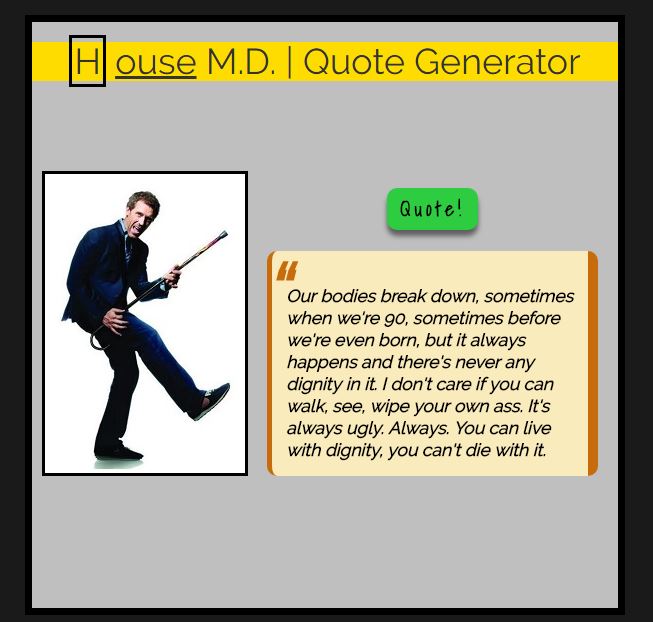 House M.D. | Quote Generator
Quote!
“
Our bodies break down, sometimes
when we're 90, sometimes before
we're even born, but it always
happens and there's never any
dignity in it. I don't care if you can
walk, see, wipe your own ass. It's
always ugly. Always. You can live
with dignity, you can't die with it.